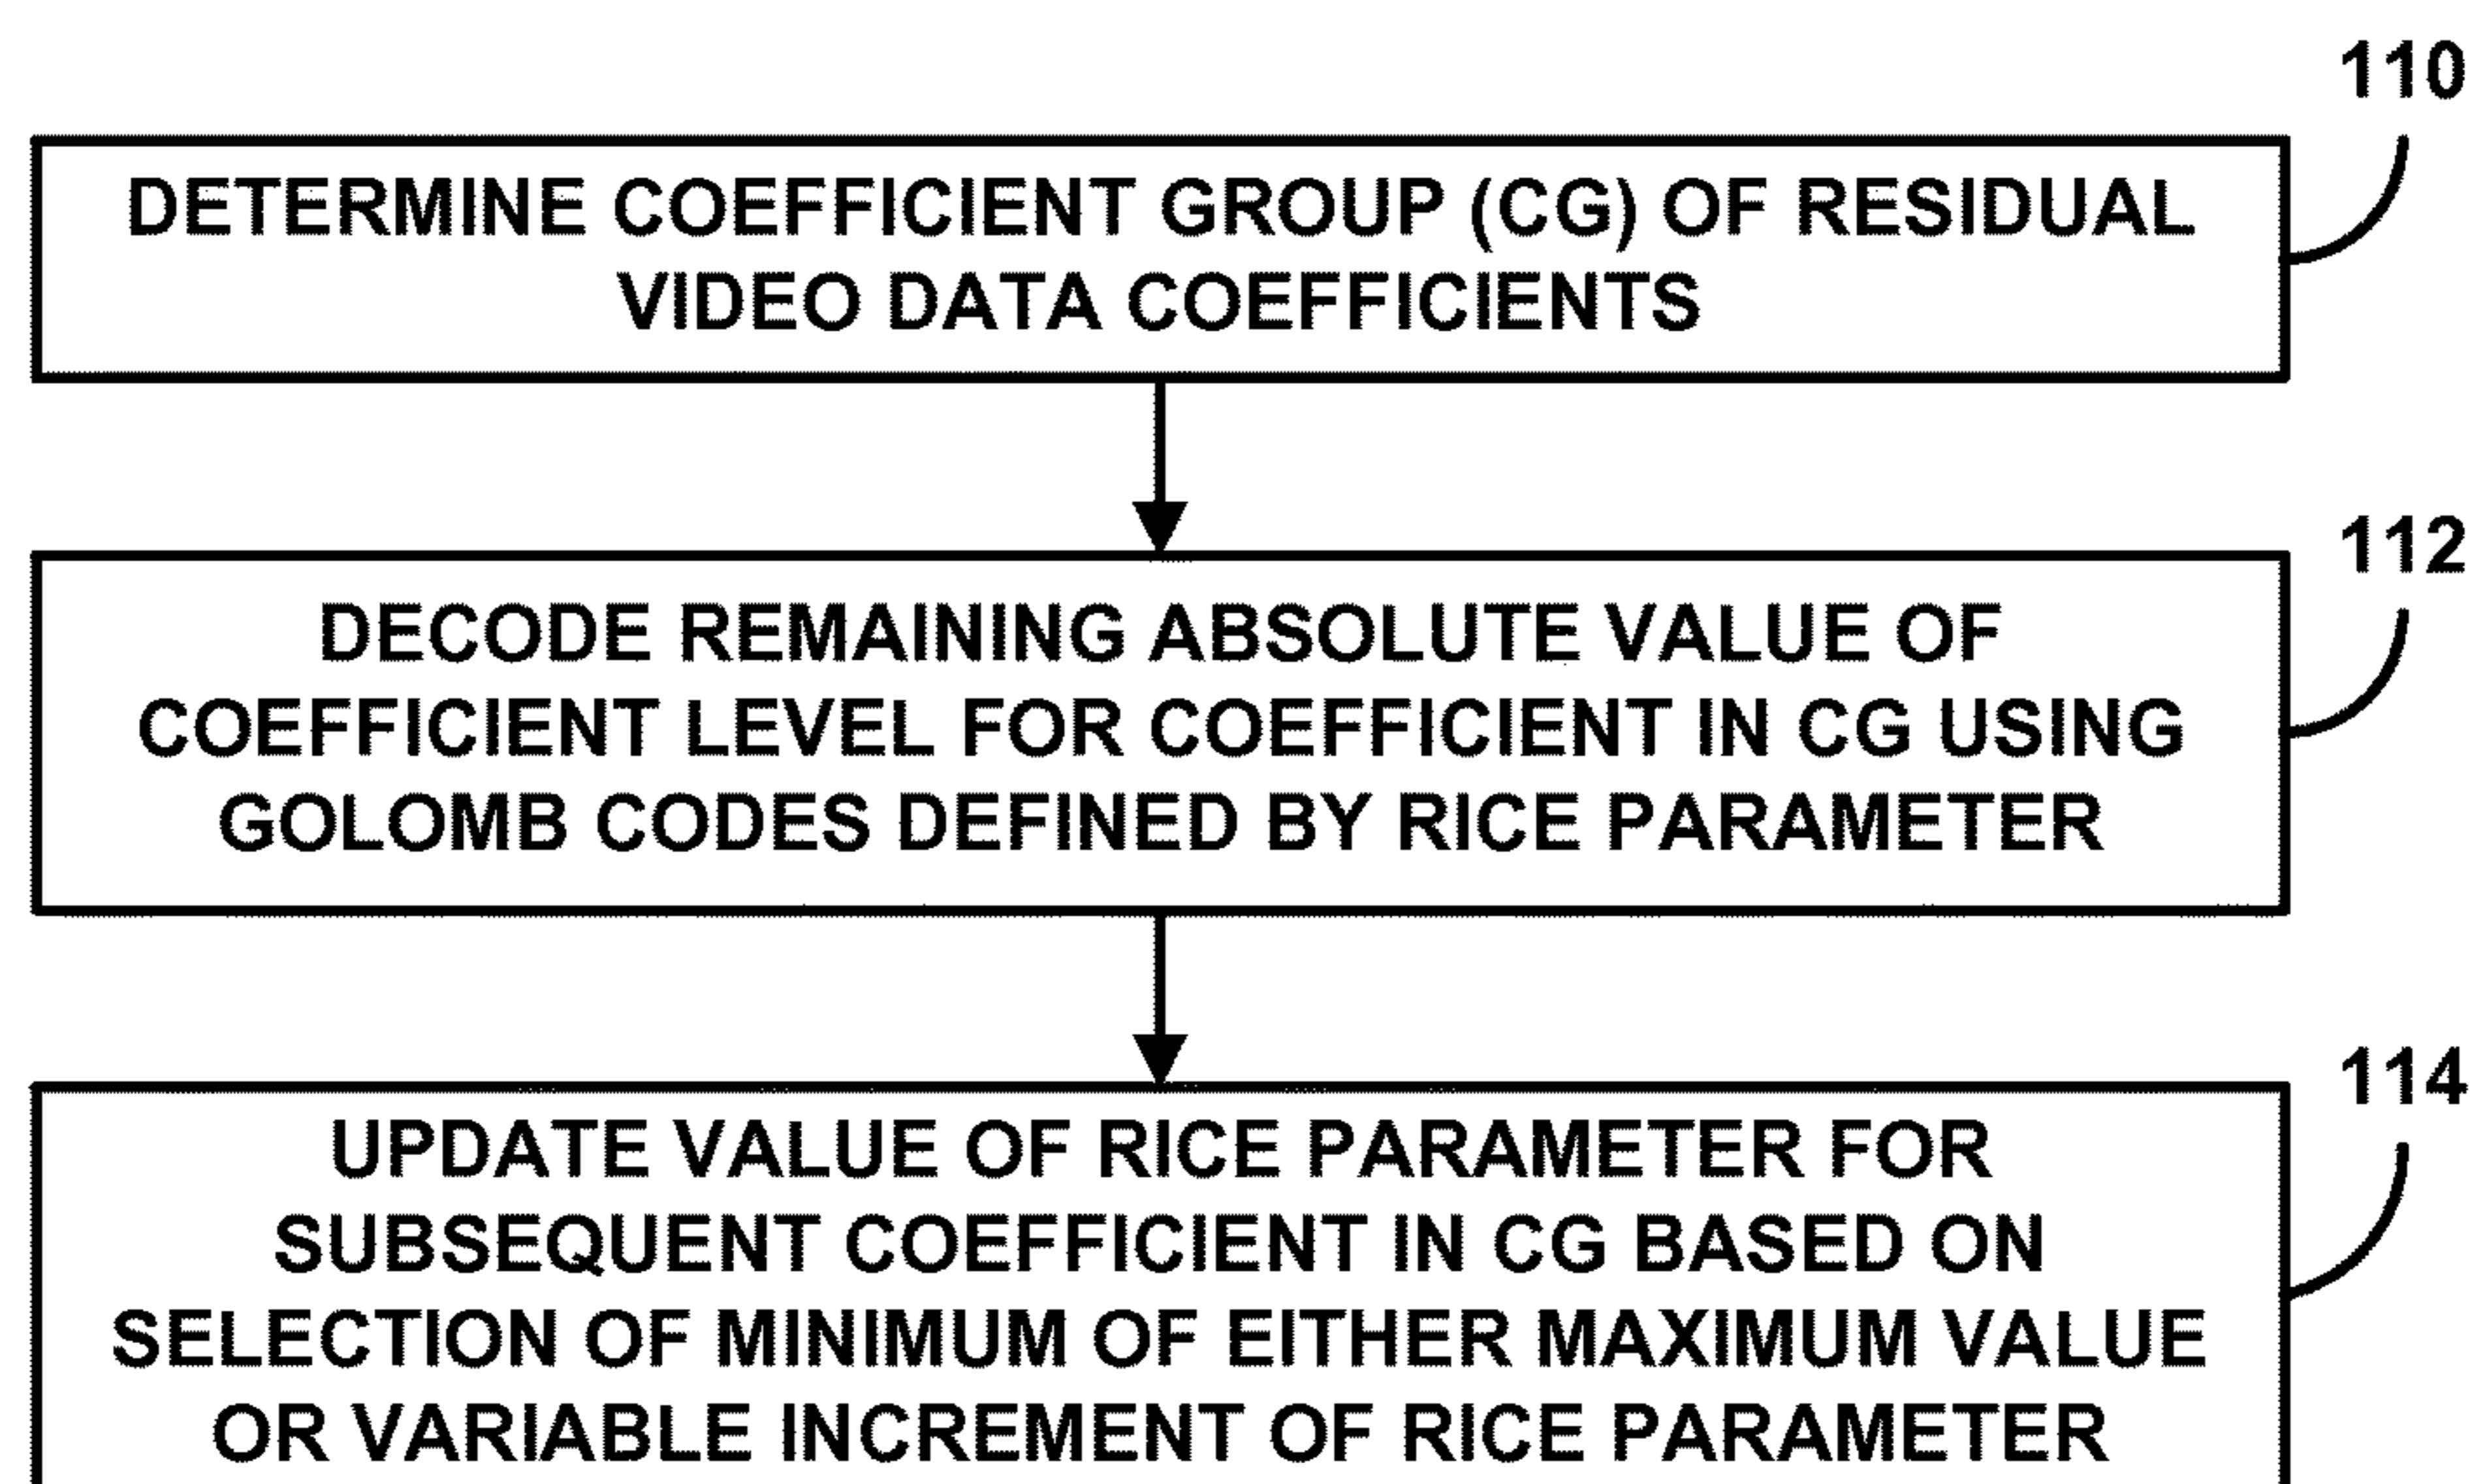 110
DETERMINE COEFFICIENT GROUP (CG) OF RESIDUAL
VIDEO DATA COEFFICIENTS
112
DECODE REMAINING ABSOLUTE VALUE OF
COEFFICIENT LEVEL FOR COEFFICIENT IN CG USING
GOLOMB CODES DEFINED BY RICE PARAMETER
114
UPDATE VALUE OF RICE PARAMETER FOR
SUBSEQUENT COEFFICIENT IN CG BASED ON
SELECTION OF MINIMUM OF EITHER MAXIMUM VALUE
OR VARIABLE INCREMENT OF RICE PARAMETER